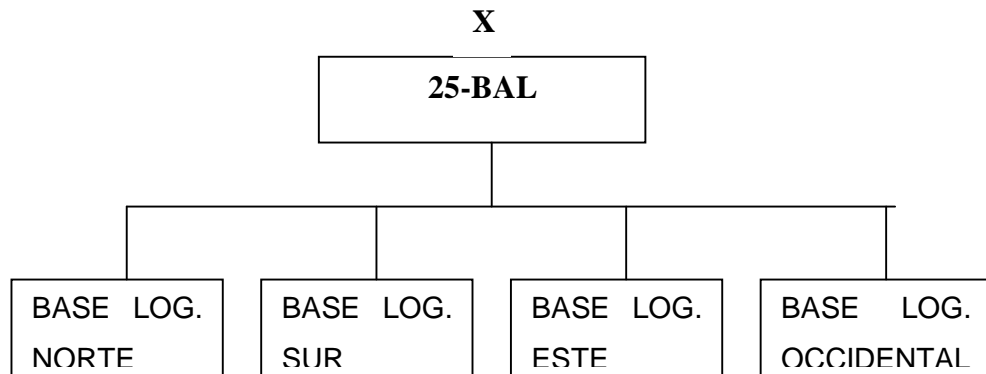 X
25-BAL
BASE LOG.
NORTE
BASE LOG.
SUR
BASE LOG.
ESTE
BASE LOG.
OCCIDENTAL